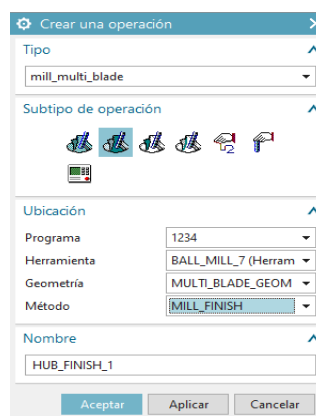 Crear una operación
Tipo
mill_multi_blade
Subtipo de operación
2
Ubicación
Programa 1234
Herramienta BALL_MILL_7 (Herram
Geometría MULTI_BLADE_GEOM
Método MILL_FINISH
Nombre
HUB_FINISH_1
Aceptar Aplicar Cancelar